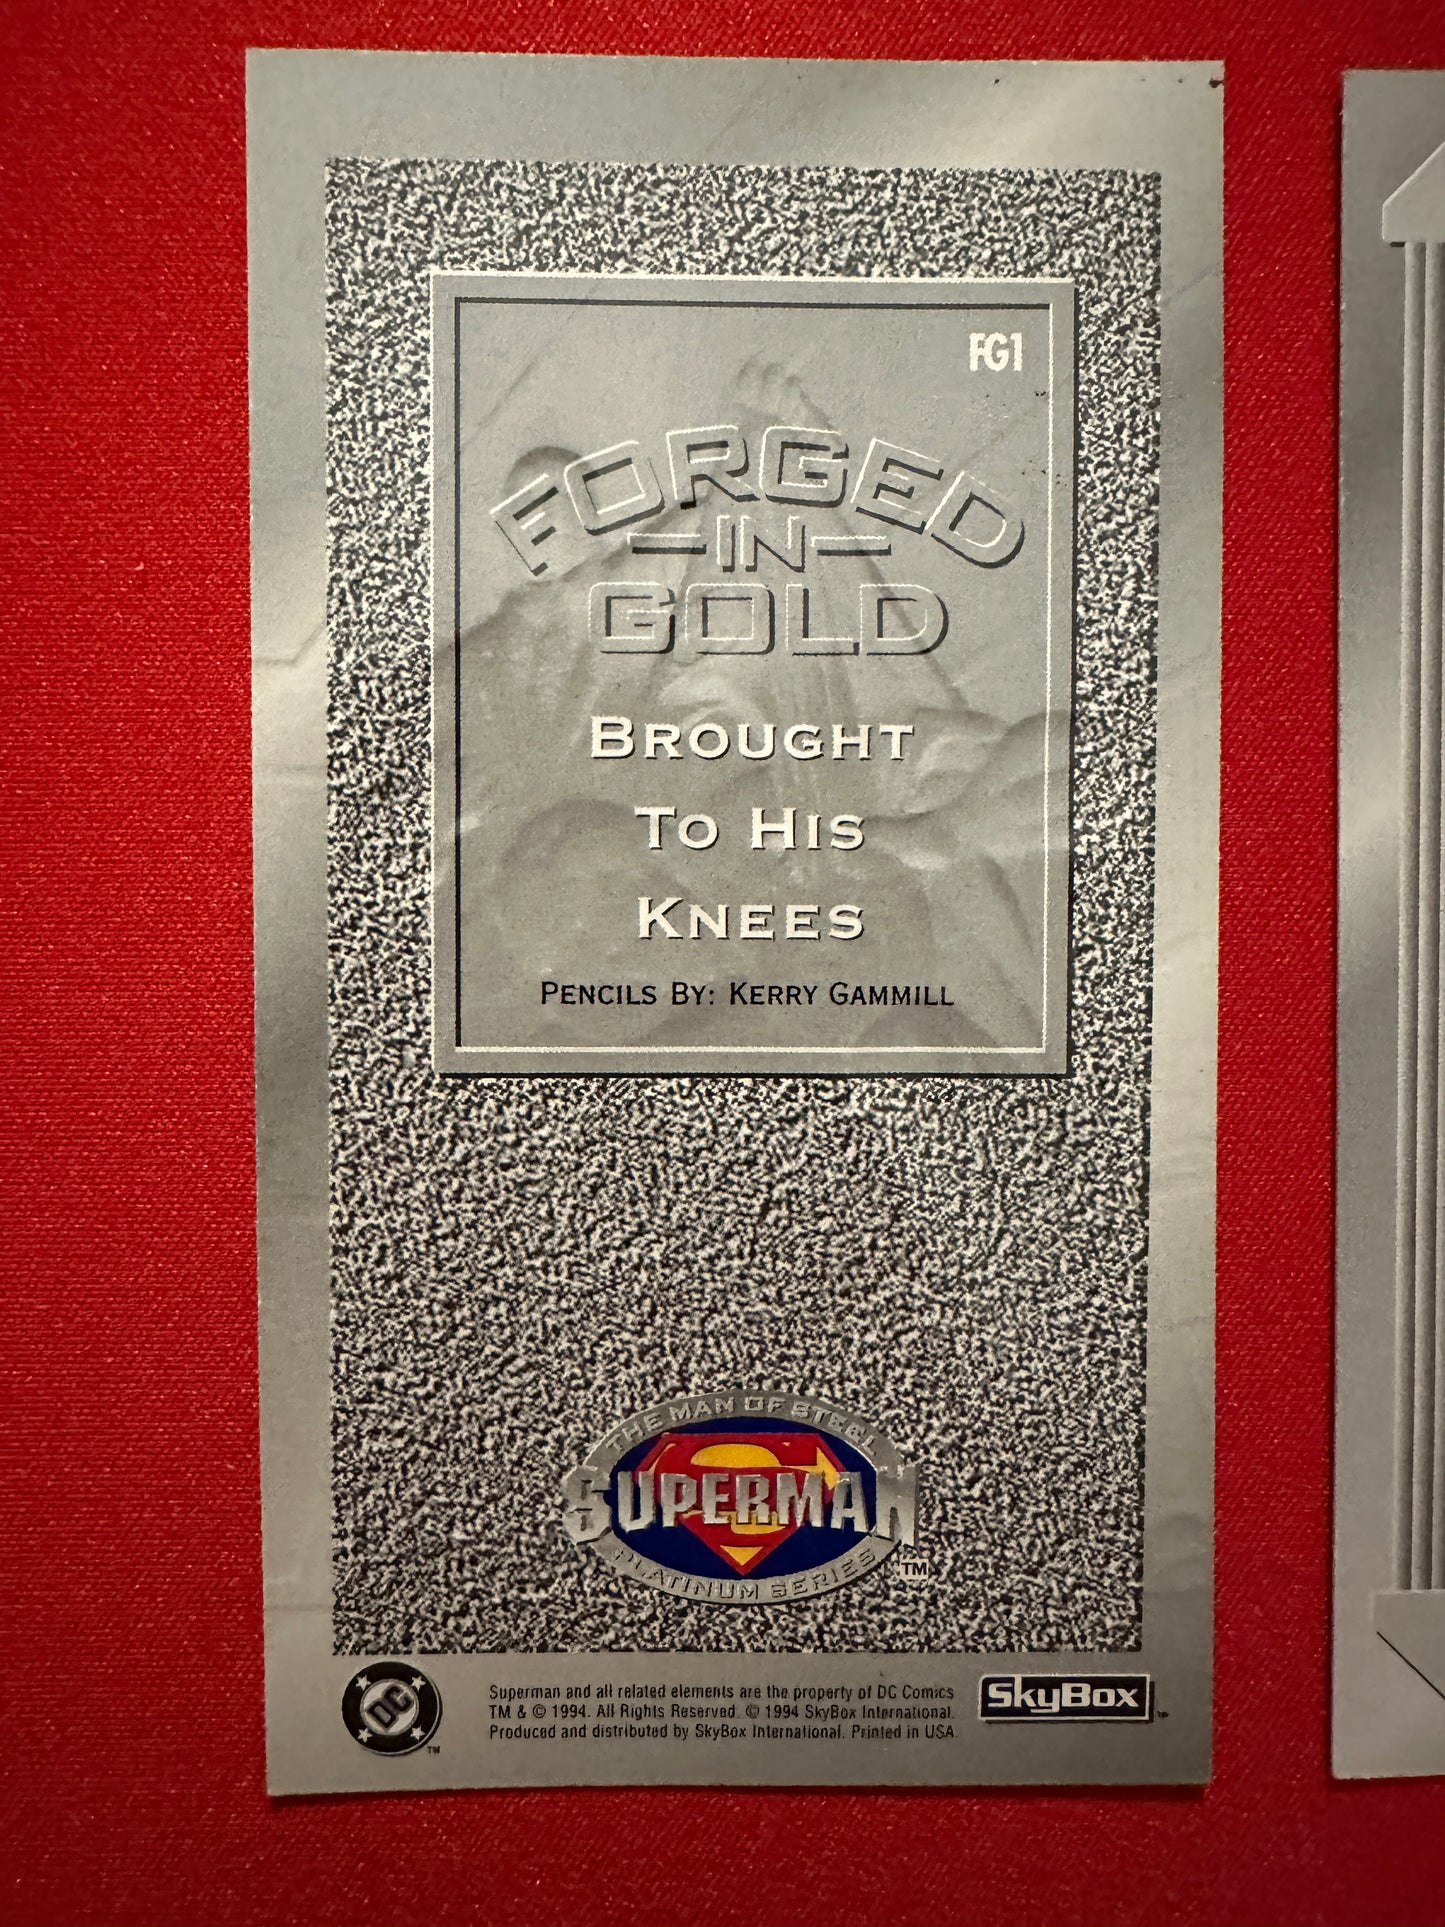 FG1
FORGED
-IN-
GOLD
BROUGHT
TO HIS
KNEES
PENCILS BY: KERRY GAMMILL
THE MAN OF STEEL
SUPERMAN
PLATINUM SERIES
TM
DC
TM
Superman and all related elements are the property of DC Comics
TM & © 1994. All Rights Reserved. © 1994 SkyBox International.
Produced and distributed by SkyBox International. Printed in USA
SkyBox